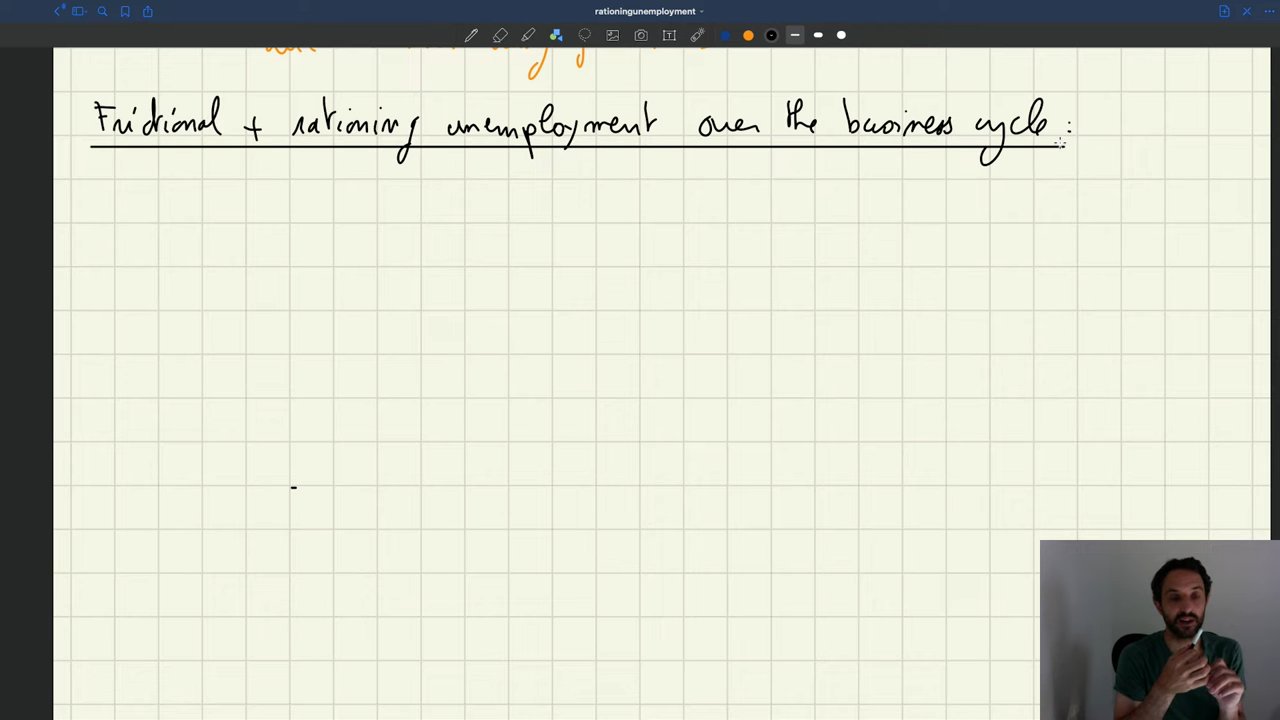 rationingunemployment
Frictional + rationing unemployment over the business cycle :